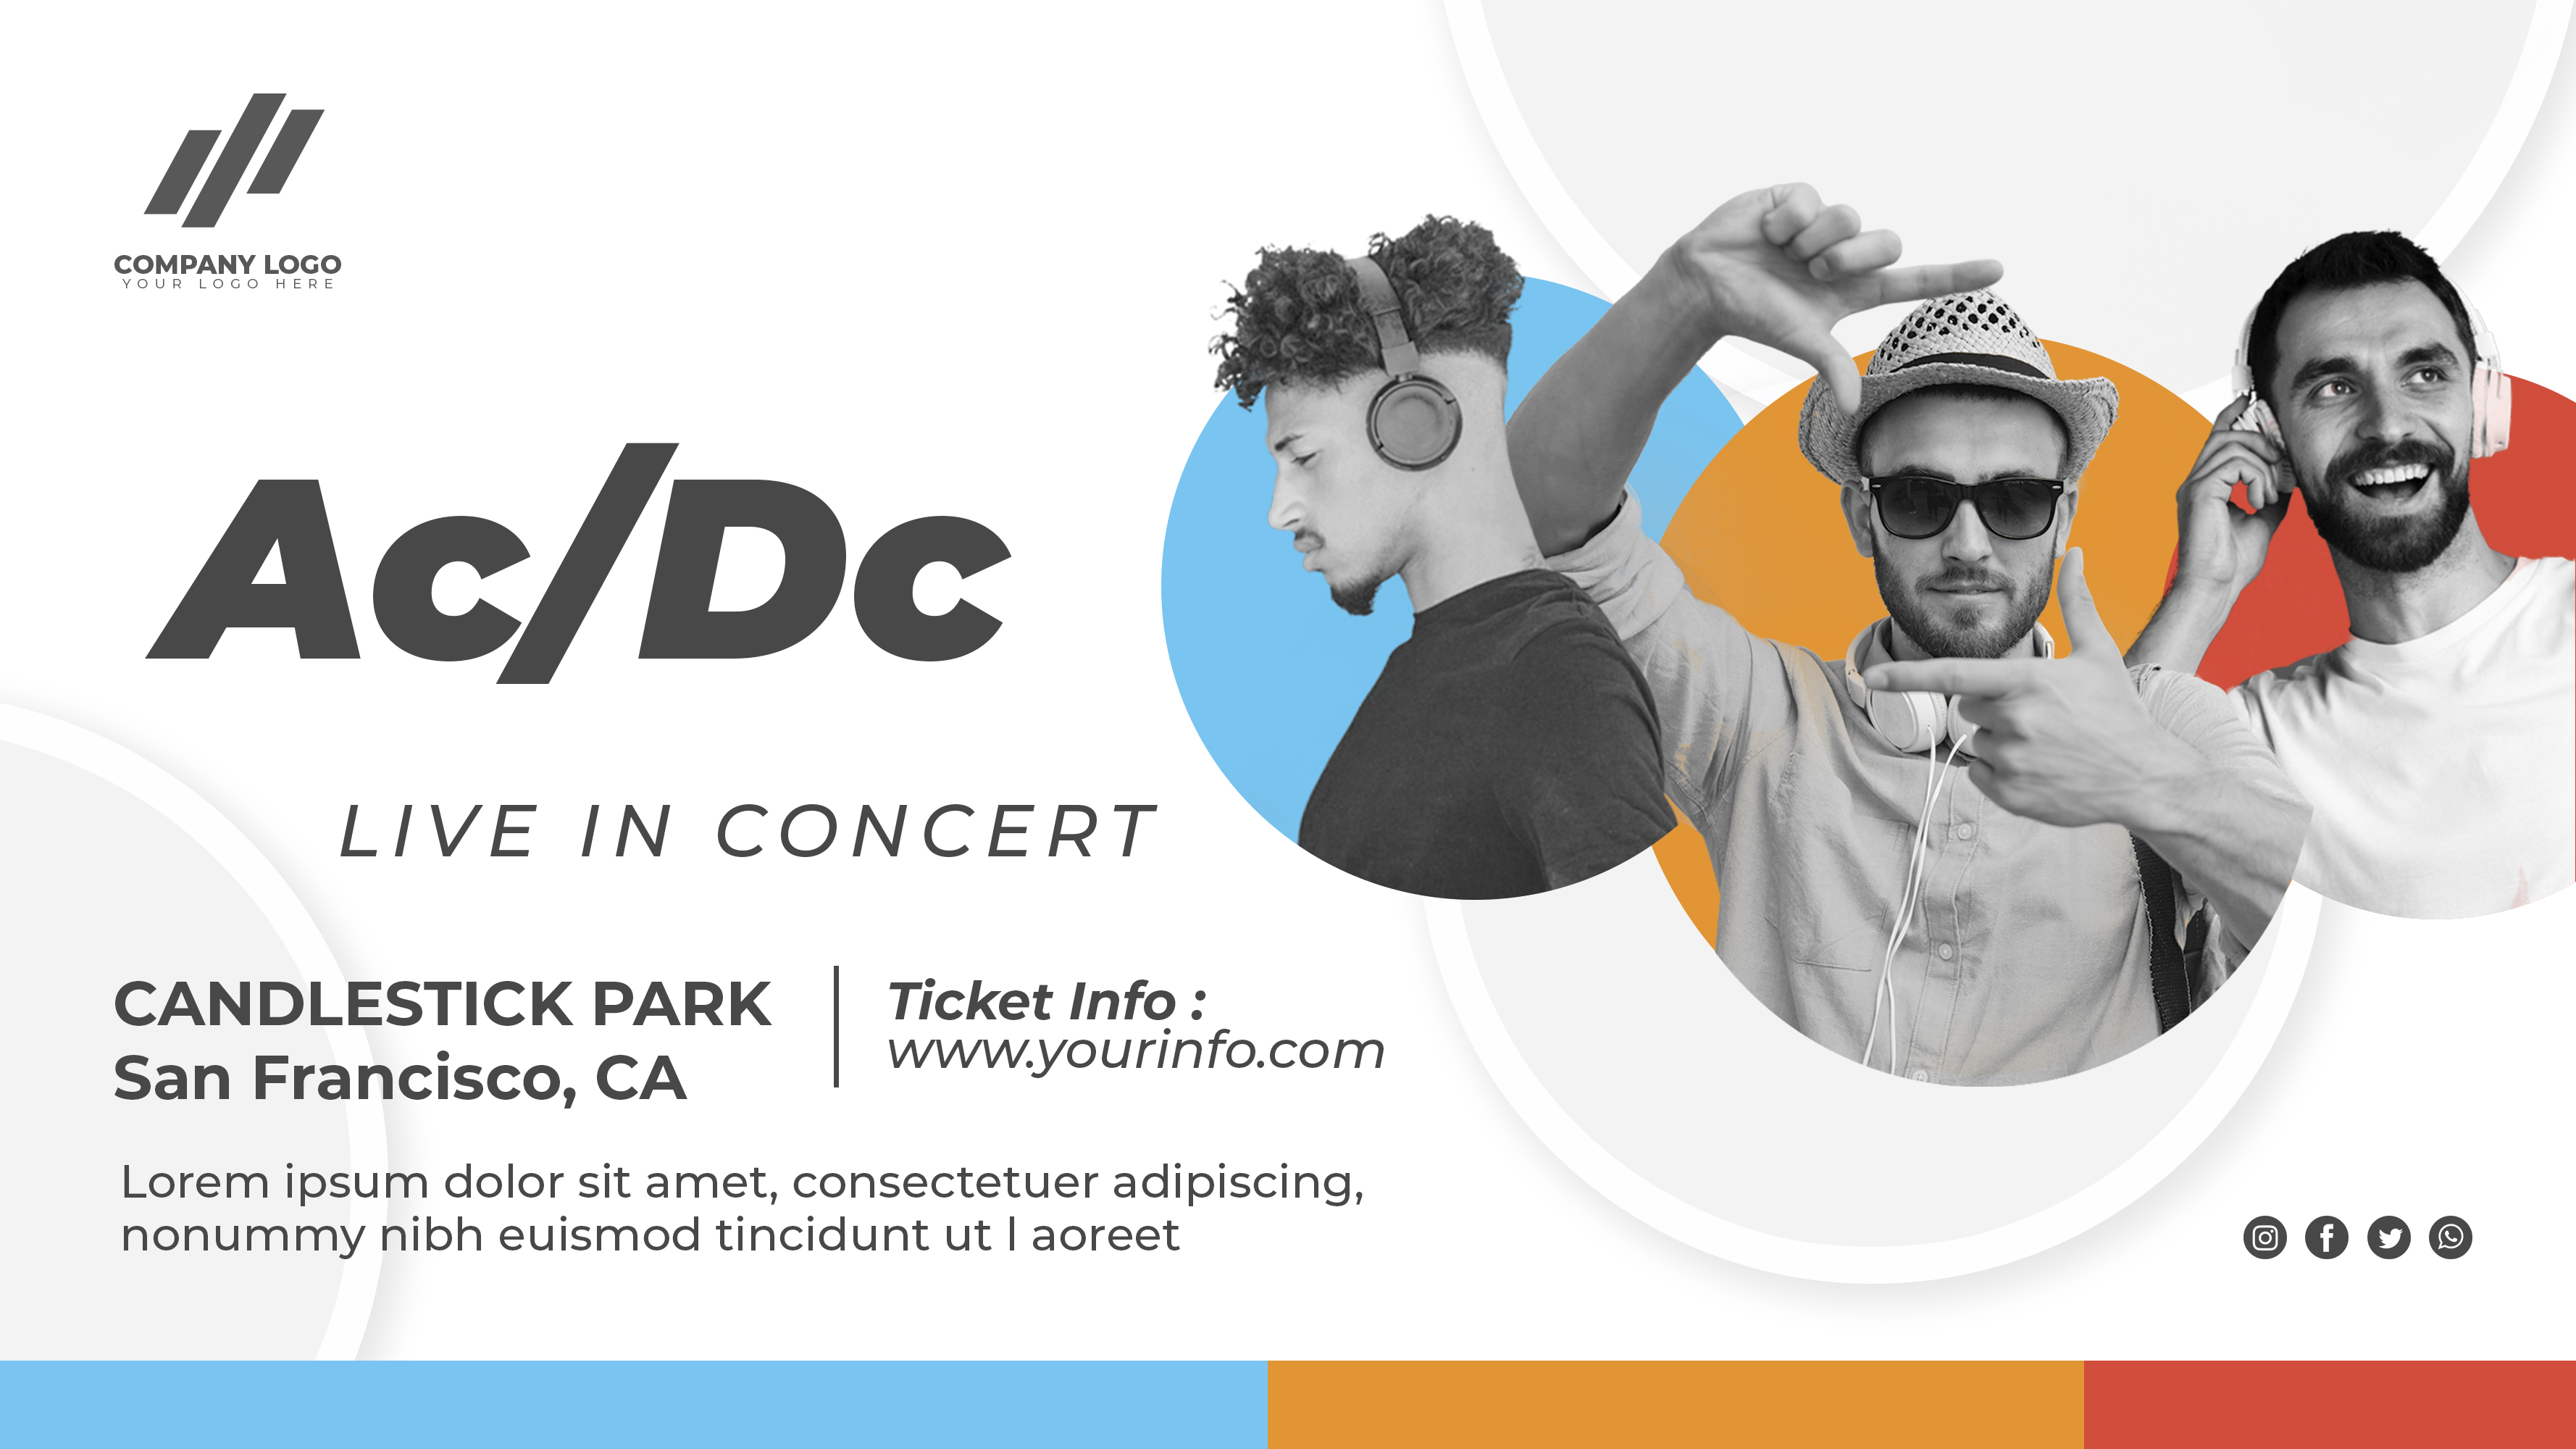 COMPANY LOGO
YOUR LOGO HERE
Ac/Dc
LIVE IN CONCERT
CANDLESTICK PARK
San Francisco, CA
Ticket Info :
www.yourinfo.com
Lorem ipsum dolor sit amet, consectetuer adipiscing,
nonummy nibh euismod tincidunt ut l aoreet